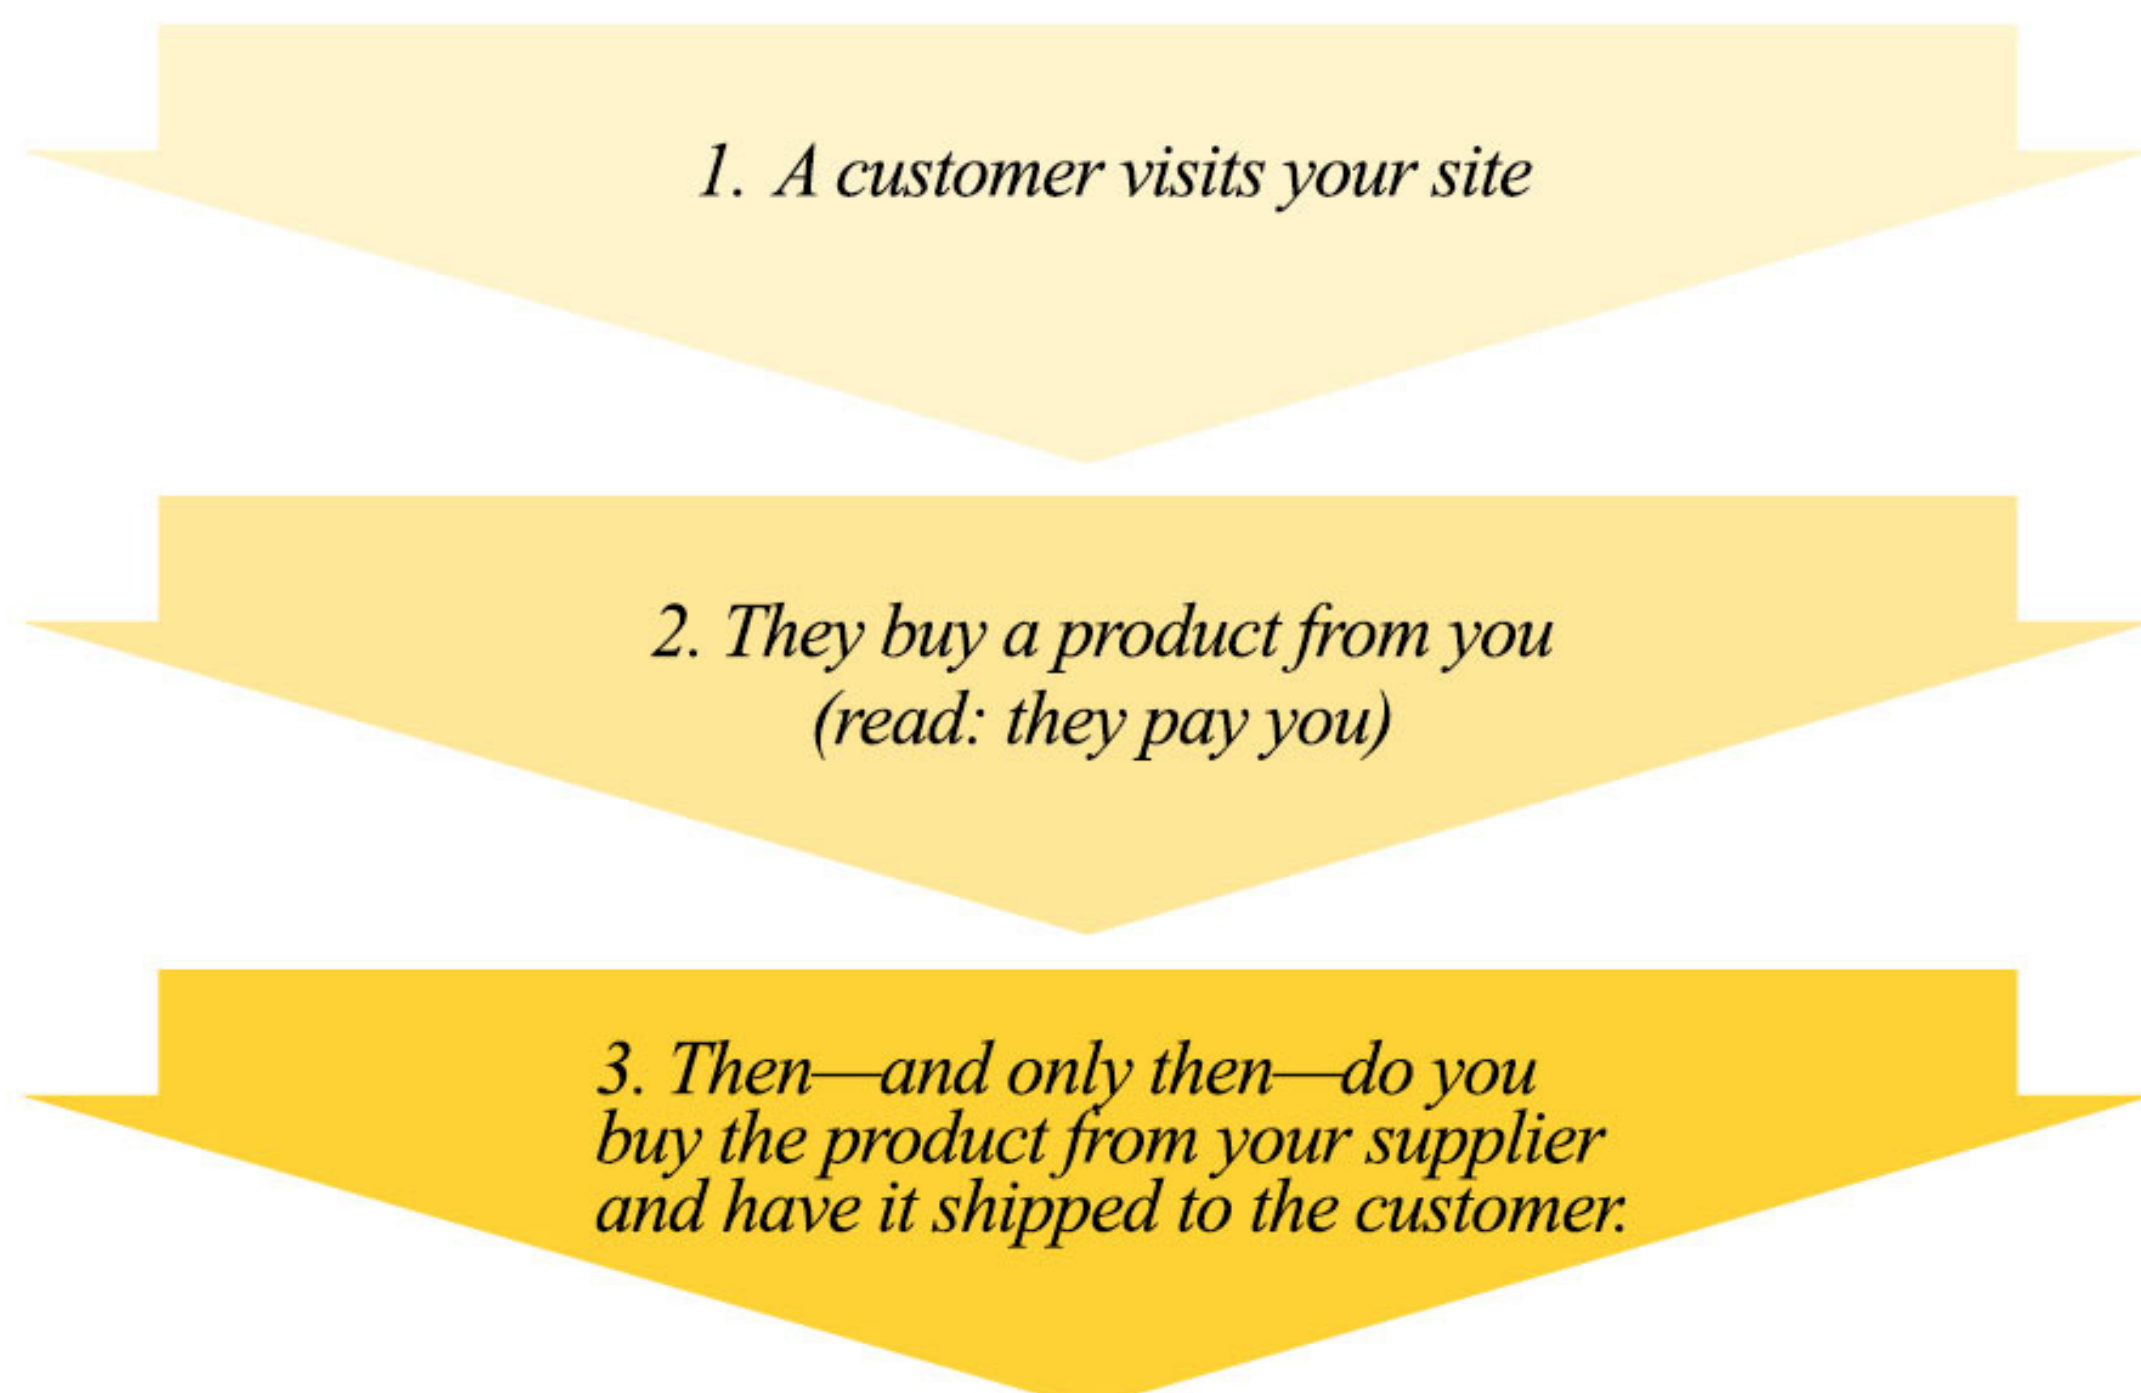 1. A customer visits your site
2. They buy a product from you
(read: they pay you)
3. Then—and only then—do you
buy the product from your supplier
and have it shipped to the customer.